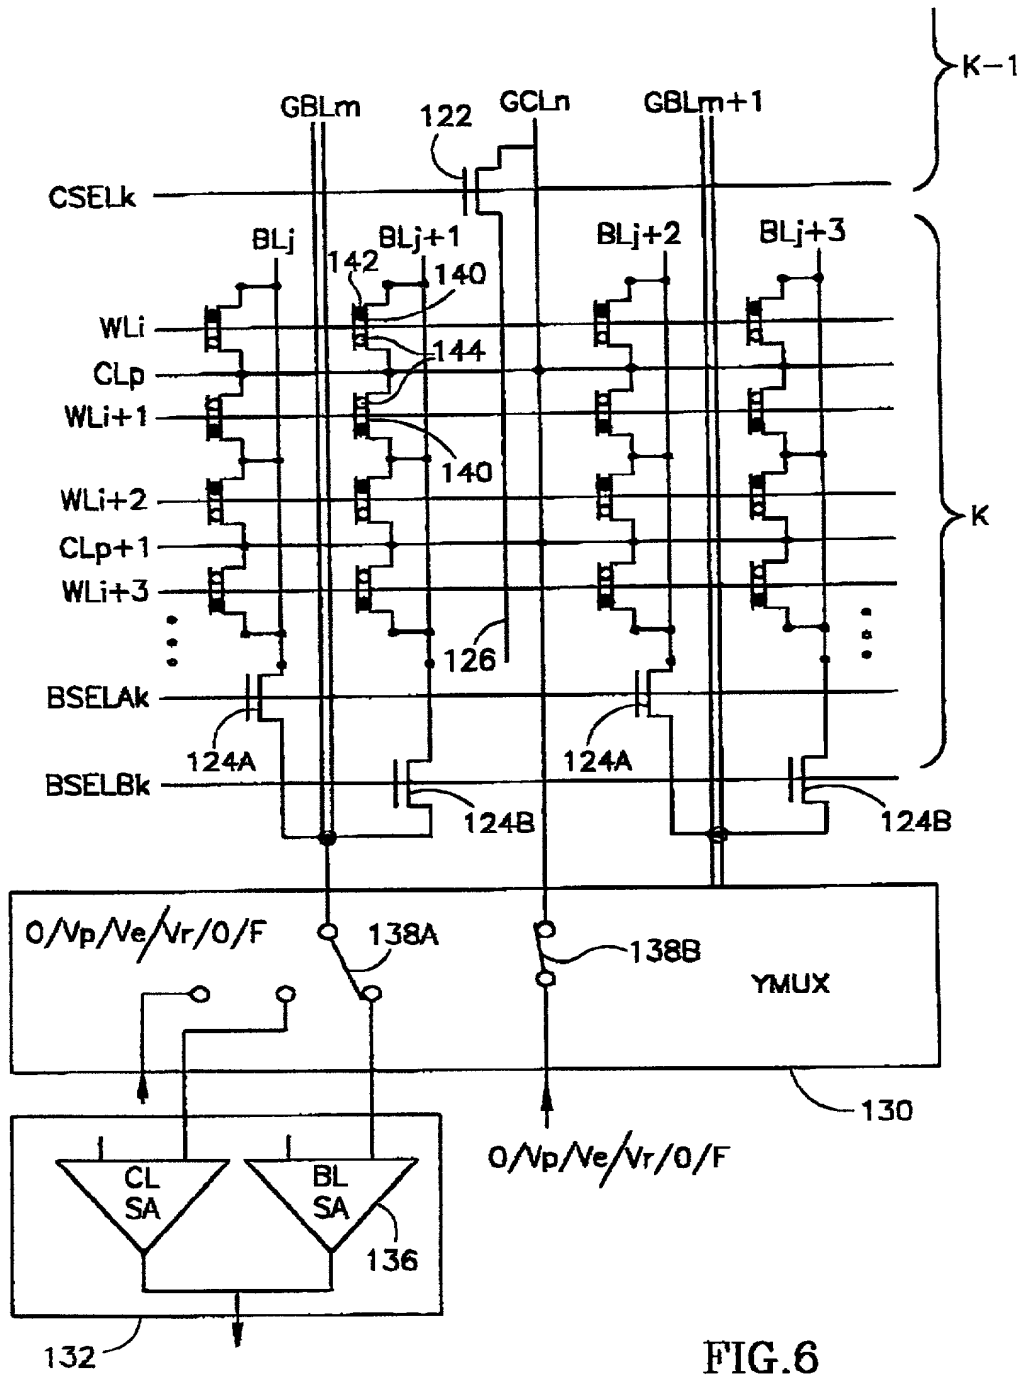 K-1
GBLm
GCLn
GBLm+1
122
CSELk
BLj
BLj+1
BLj+2
BLj+3
142
140
WLi
144
CLp
WLi+1
140
WLi+2
K
CLp+1
WLi+3
126
BSELAk
124A
124A
BSELBk
124B
124B
0/Vp/Ve/Vr/0/F
138A
138B
YMUX
130
0/Vp/Ve/Vr/0/F
CL
SA
BL
SA
136
132
FIG.6